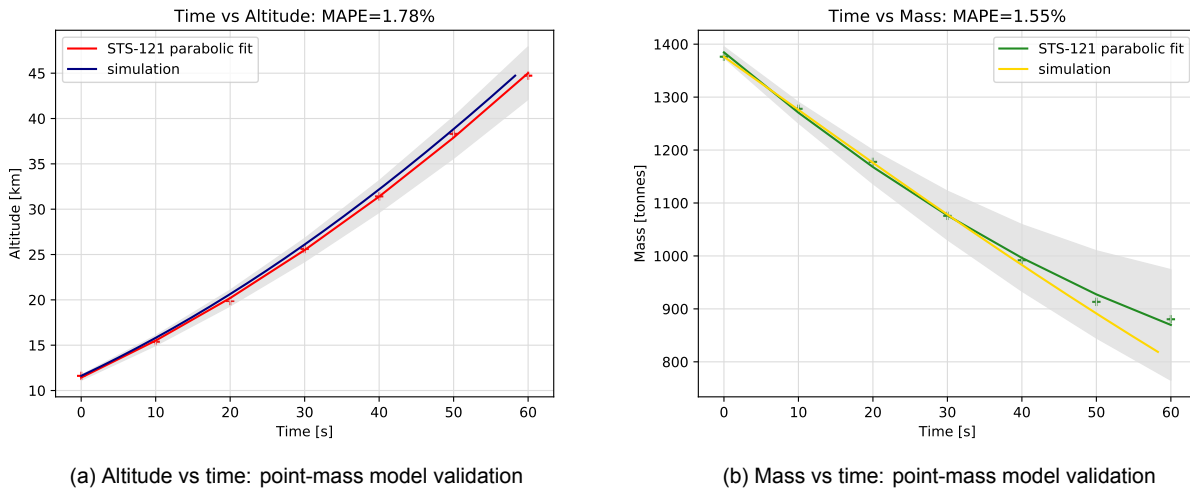 Time vs Altitude: MAPE=1.78%
STS-121 parabolic fit
simulation
45
40
35
30
25
20
15
10
Altitude [km]
0 10 20 30 40 50 60
Time [s]
(a) Altitude vs time: point-mass model validation
Time vs Mass: MAPE=1.55%
STS-121 parabolic fit
simulation
1400
1300
1200
1100
1000
900
800
Mass [tonnes]
0 10 20 30 40 50 60
Time [s]
(b) Mass vs time: point-mass model validation